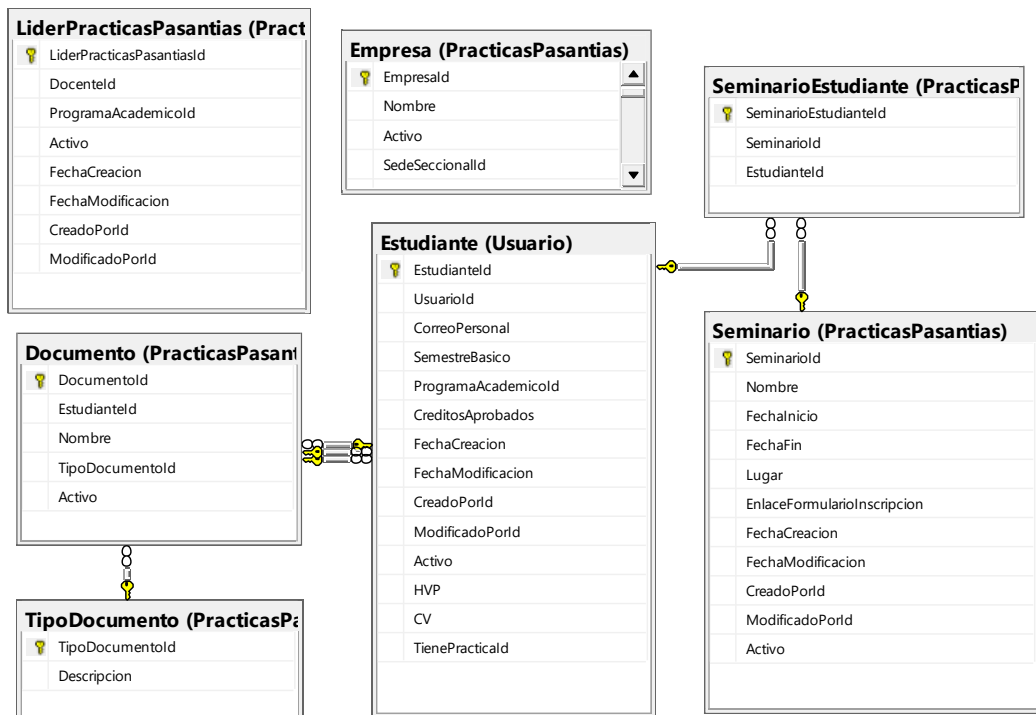 LiderPracticasPasantias (Pract
LiderPracticasPasantiasId
DocenteId
ProgramaAcademicoId
Activo
FechaCreacion
FechaModificacion
CreadoPorId
ModificadoPorId
Empresa (PracticasPasantias)
EmpresaId
Nombre
Activo
SedeSeccionalId
SeminarioEstudiante (PracticasP
SeminarioEstudianteId
SeminarioId
EstudianteId
Estudiante (Usuario)
EstudianteId
UsuarioId
CorreoPersonal
SemestreBasico
ProgramaAcademicoId
CreditosAprobados
FechaCreacion
FechaModificacion
CreadoPorId
ModificadoPorId
Activo
HVP
CV
TienePracticaId
Documento (PracticasPasant
DocumentoId
EstudianteId
Nombre
TipoDocumentoId
Activo
Seminario (PracticasPasantias)
SeminarioId
Nombre
FechaInicio
FechaFin
Lugar
EnlaceFormularioInscripcion
FechaCreacion
FechaModificacion
CreadoPorId
ModificadoPorId
Activo
TipoDocumento (PracticasPa
TipoDocumentoId
Descripcion